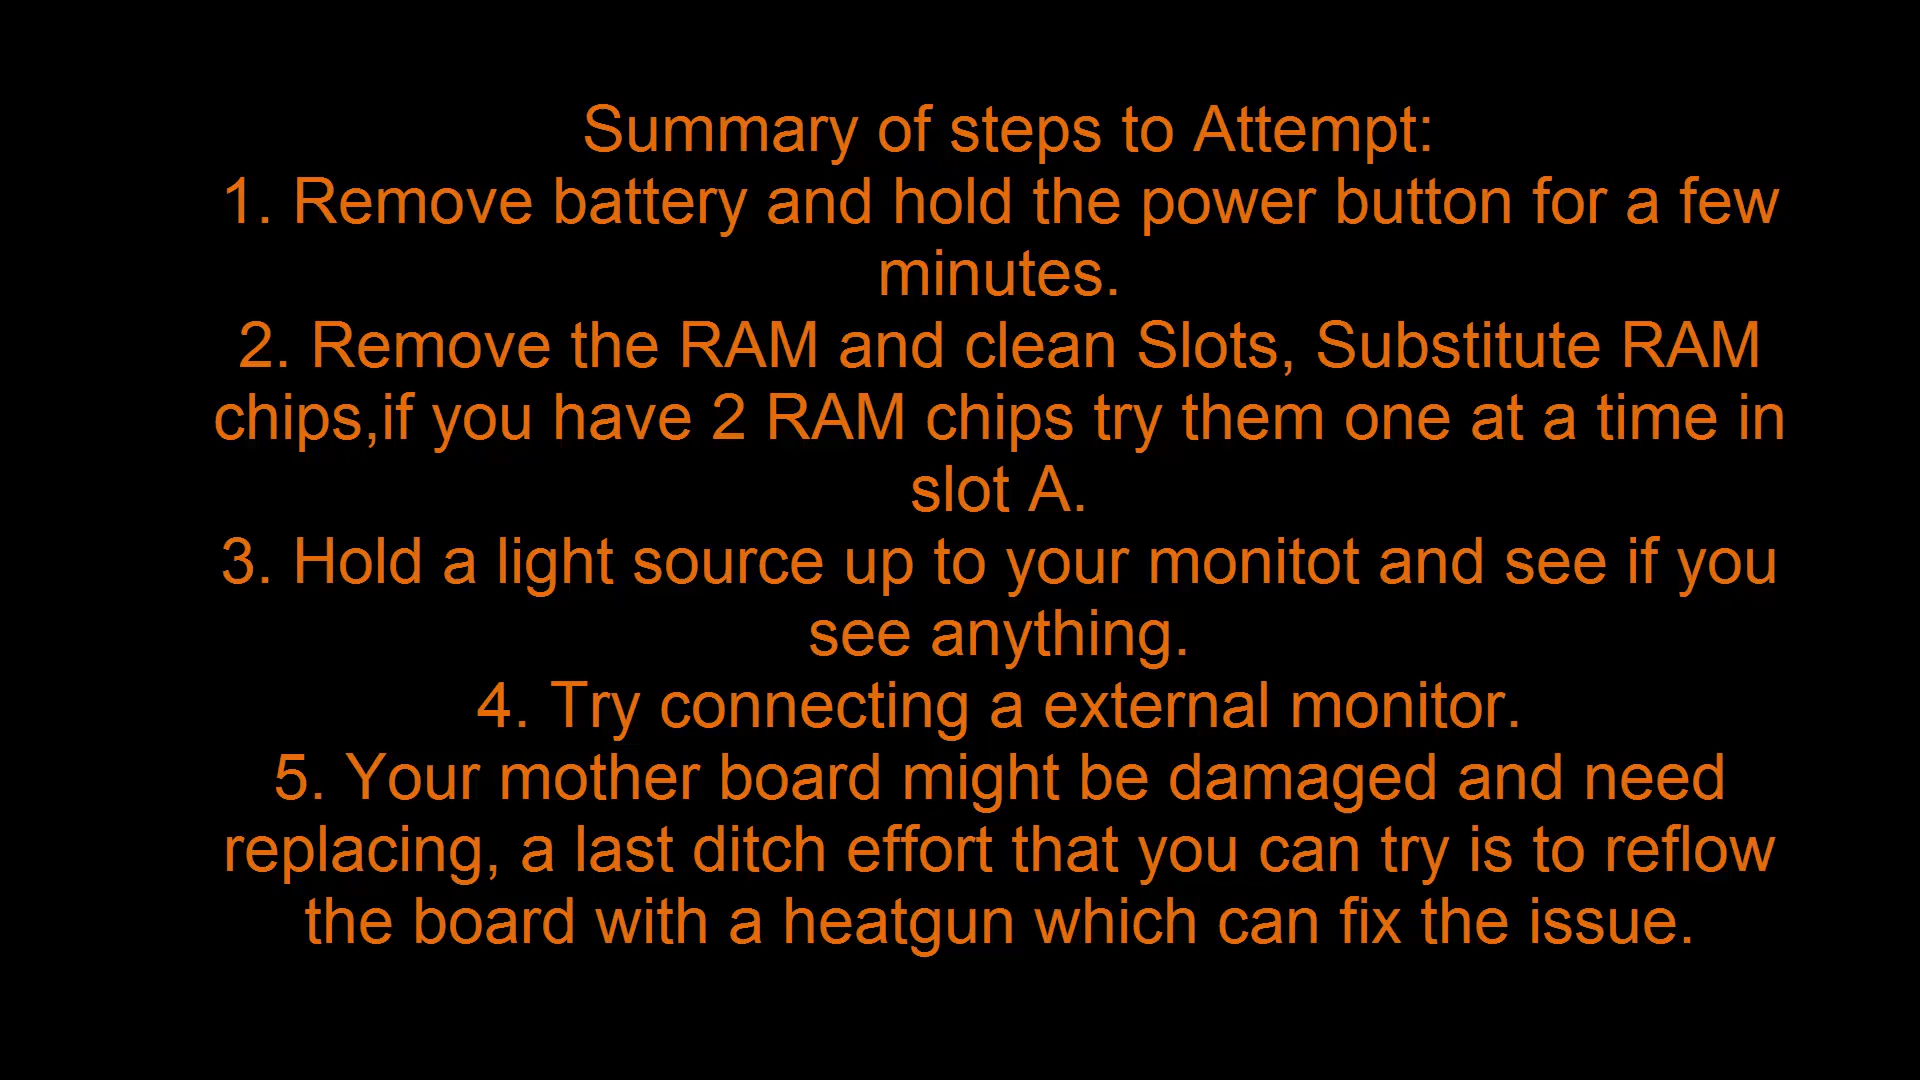 Summary of steps to Attempt:
1. Remove battery and hold the power button for a few
minutes.
2. Remove the RAM and clean Slots, Substitute RAM
chips,if you have 2 RAM chips try them one at a time in
slot A.
3. Hold a light source up to your monitot and see if you
see anything.
4. Try connecting a external monitor.
5. Your mother board might be damaged and need
replacing, a last ditch effort that you can try is to reflow
the board with a heatgun which can fix the issue.